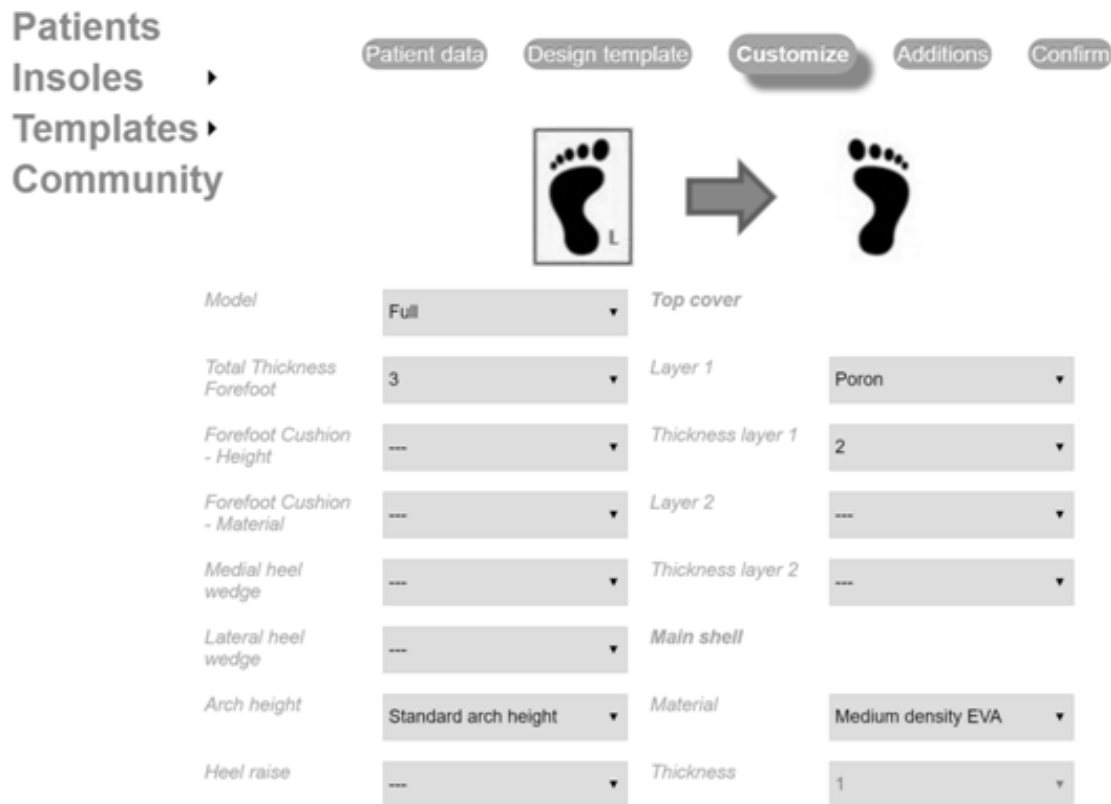 Patients
Insoles
Templates
Community
Patient data
Design template
Customize
Additions
Confirm
L
Model
Full
Top cover
Total Thickness
Forefoot
3
Layer 1
Poron
Forefoot Cushion
- Height
---
Thickness layer 1
2
Forefoot Cushion
- Material
---
Layer 2
---
Medial heel
wedge
---
Thickness layer 2
---
Lateral heel
wedge
---
Main shell
Arch height
Standard arch height
Material
Medium density EVA
Heel raise
---
Thickness
1